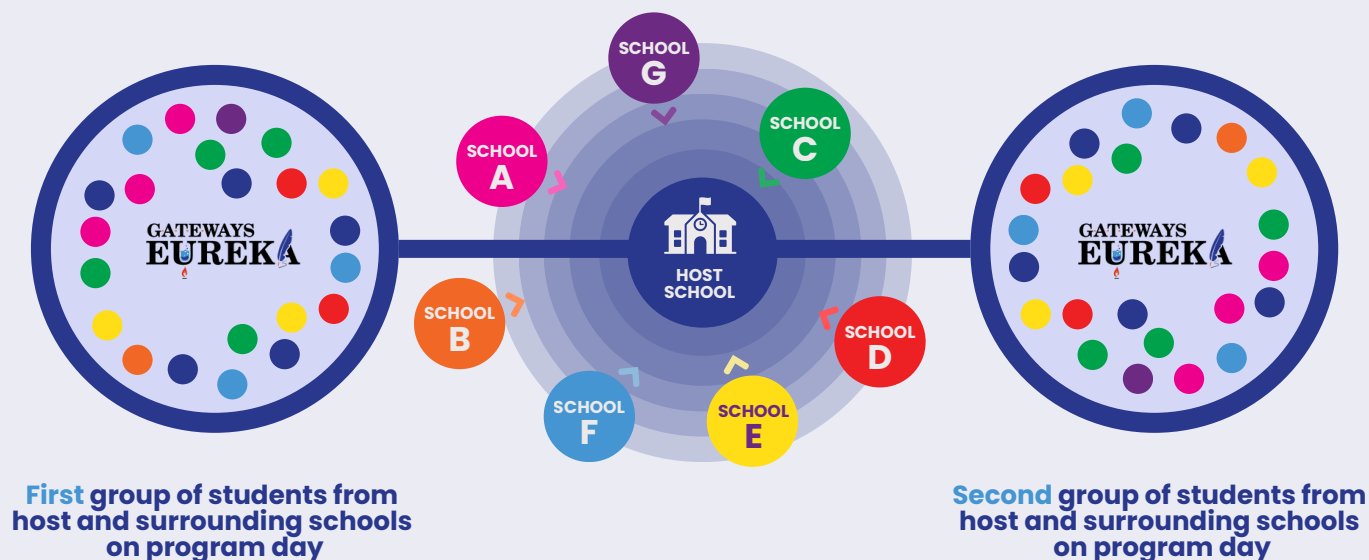 SCHOOL
G
SCHOOL
C
SCHOOL
A
GATEWAYS
EUREKA
HOST
SCHOOL
GATEWAYS
EUREKA
SCHOOL
B
SCHOOL
D
SCHOOL
F
SCHOOL
E
First group of students from
host and surrounding schools
on program day
Second group of students from
host and surrounding schools
on program day